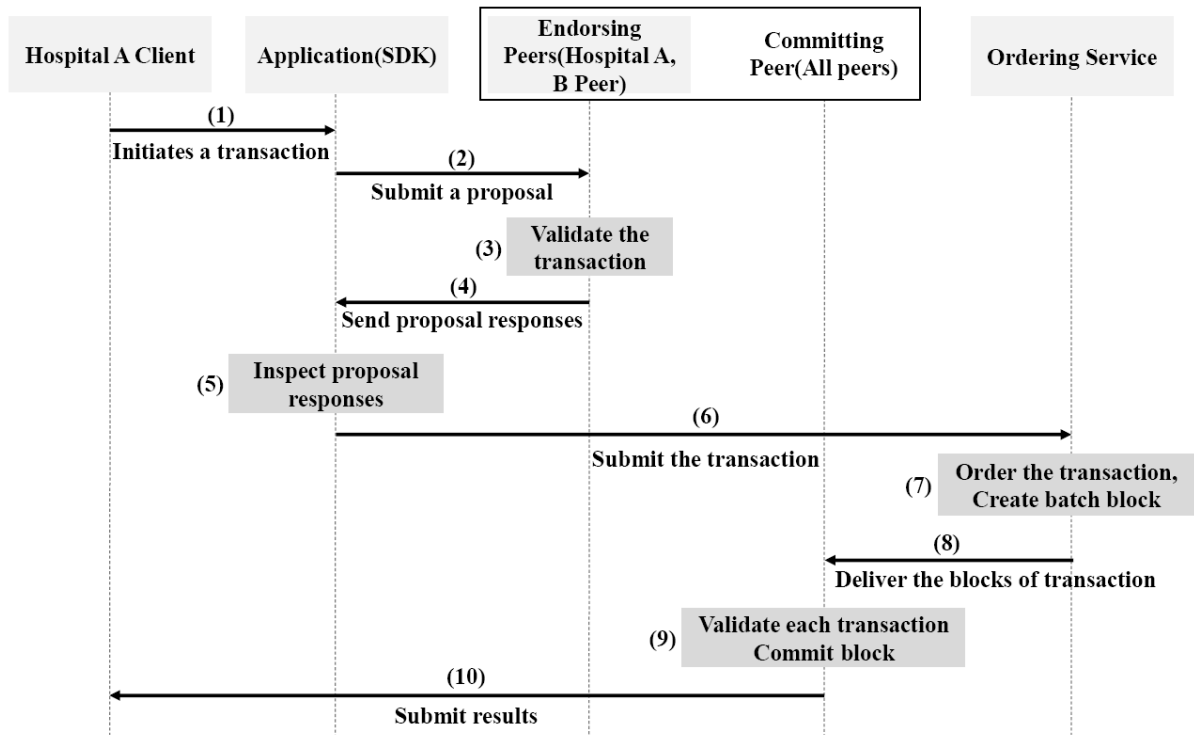 Hospital A Client
Application(SDK)
Endorsing
Peers(Hospital A,
B Peer)
Committing
Peer(All peers)
Ordering Service
(1)
Initiates a transaction
(2)
Submit a proposal
(3)
Validate the
transaction
(4)
Send proposal responses
(5)
Inspect proposal
responses
(6)
Submit the transaction
(7)
Order the transaction,
Create batch block
(8)
Deliver the blocks of transaction
(9)
Validate each transaction
Commit block
(10)
Submit results